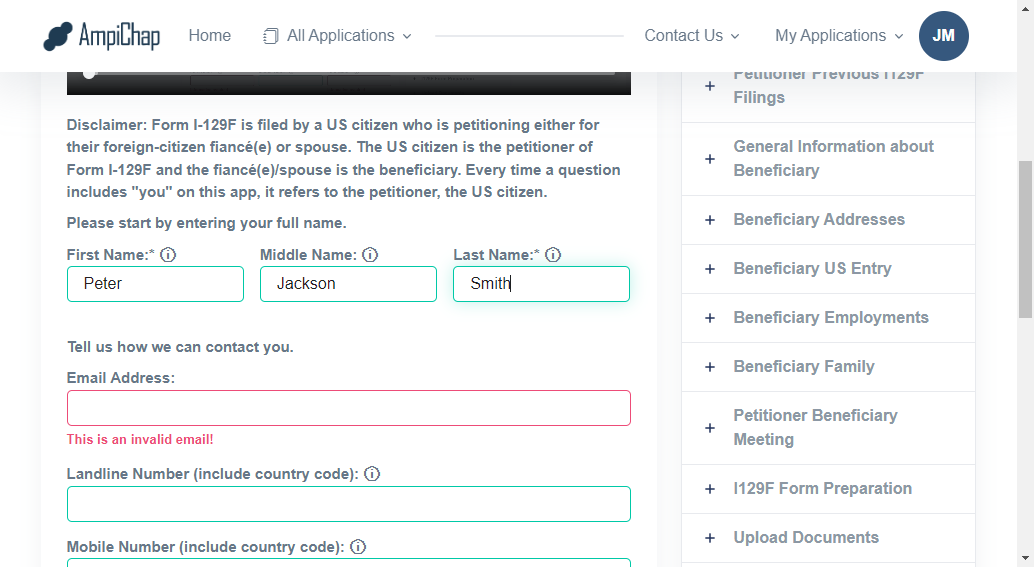 AmpiChap
Home
All Applications
Contact Us
My Applications
JM
Disclaimer: Form I-129F is filed by a US citizen who is petitioning either for
their foreign-citizen fiancé(e) or spouse. The US citizen is the petitioner of
Form I-129F and the fiancé(e)/spouse is the beneficiary. Every time a question
includes "you" on this app, it refers to the petitioner, the US citizen.
Please start by entering your full name.
First Name:*
Middle Name:
Last Name:*
Peter
Jackson
Smith
Tell us how we can contact you.
Email Address:
This is an invalid email!
Landline Number (include country code):
Mobile Number (include country code):
Petitioner Previous I129F
Filings
General Information about
Beneficiary
Beneficiary Addresses
Beneficiary US Entry
Beneficiary Employments
Beneficiary Family
Petitioner Beneficiary
Meeting
I129F Form Preparation
Upload Documents